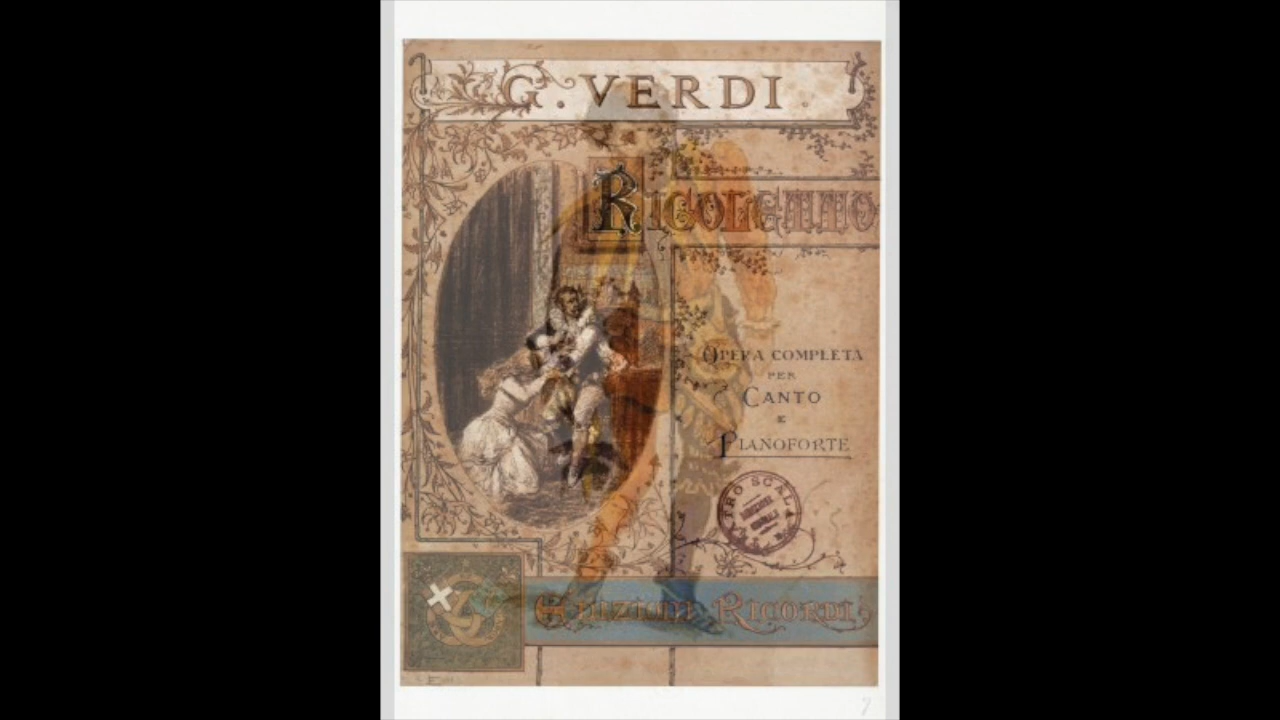 G. VERDI.
RIGOLETTO
OPERA COMPLETA
PER
CANTO
E
PIANOFORTE
EDIZIONI RICORDI